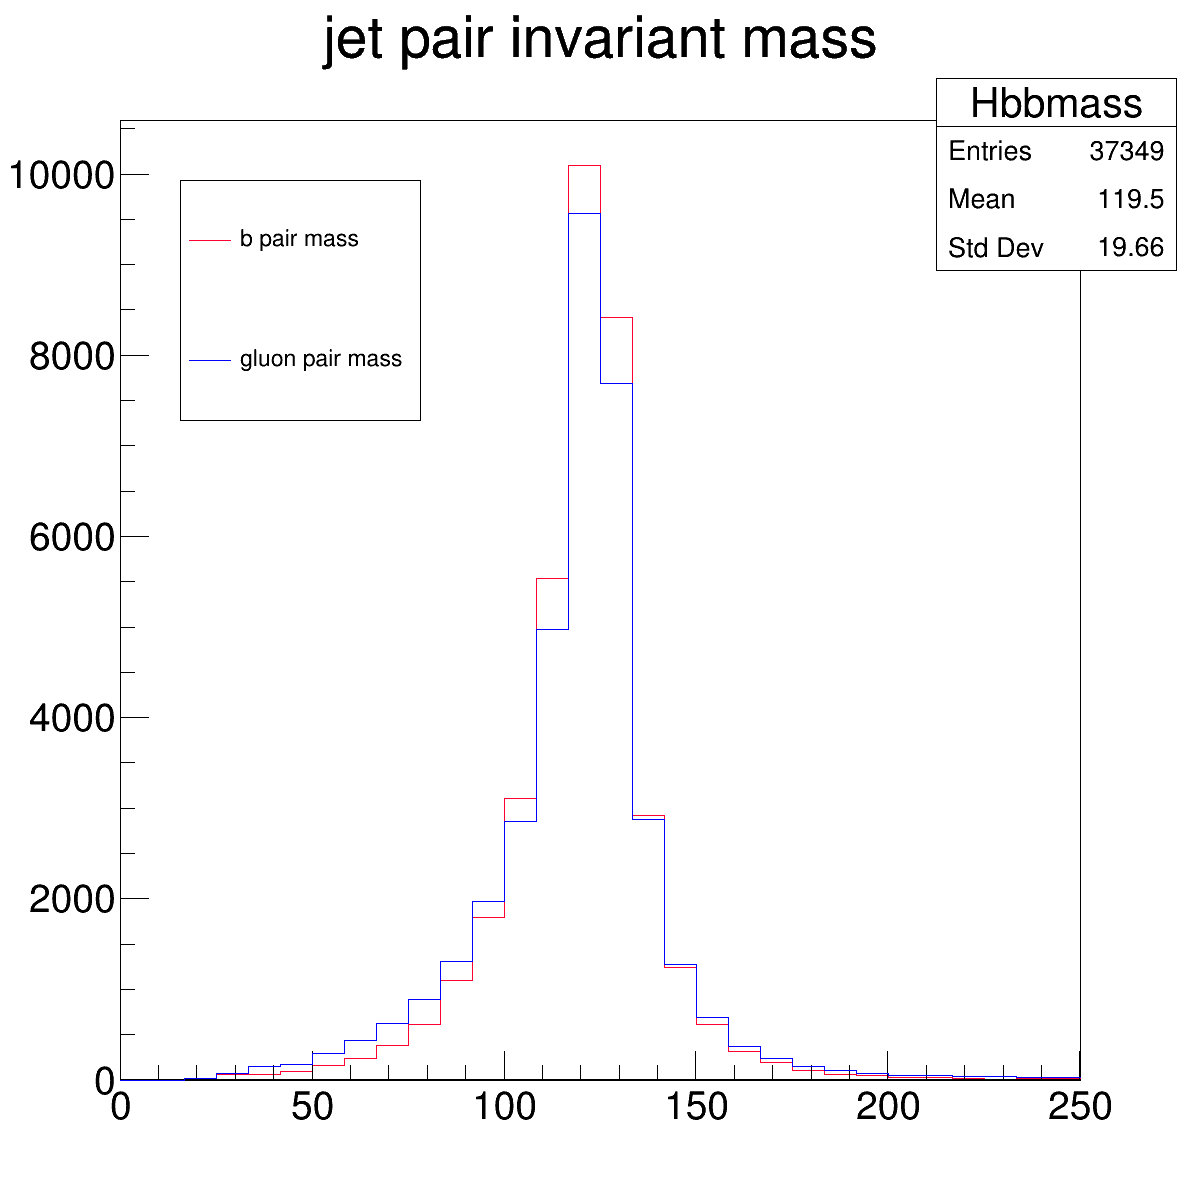 jet pair invariant mass
Hbbmass
Entries 37349
Mean 119.5
Std Dev 19.66
b pair mass
gluon pair mass
10000
8000
6000
4000
2000
0
0 50 100 150 200 250